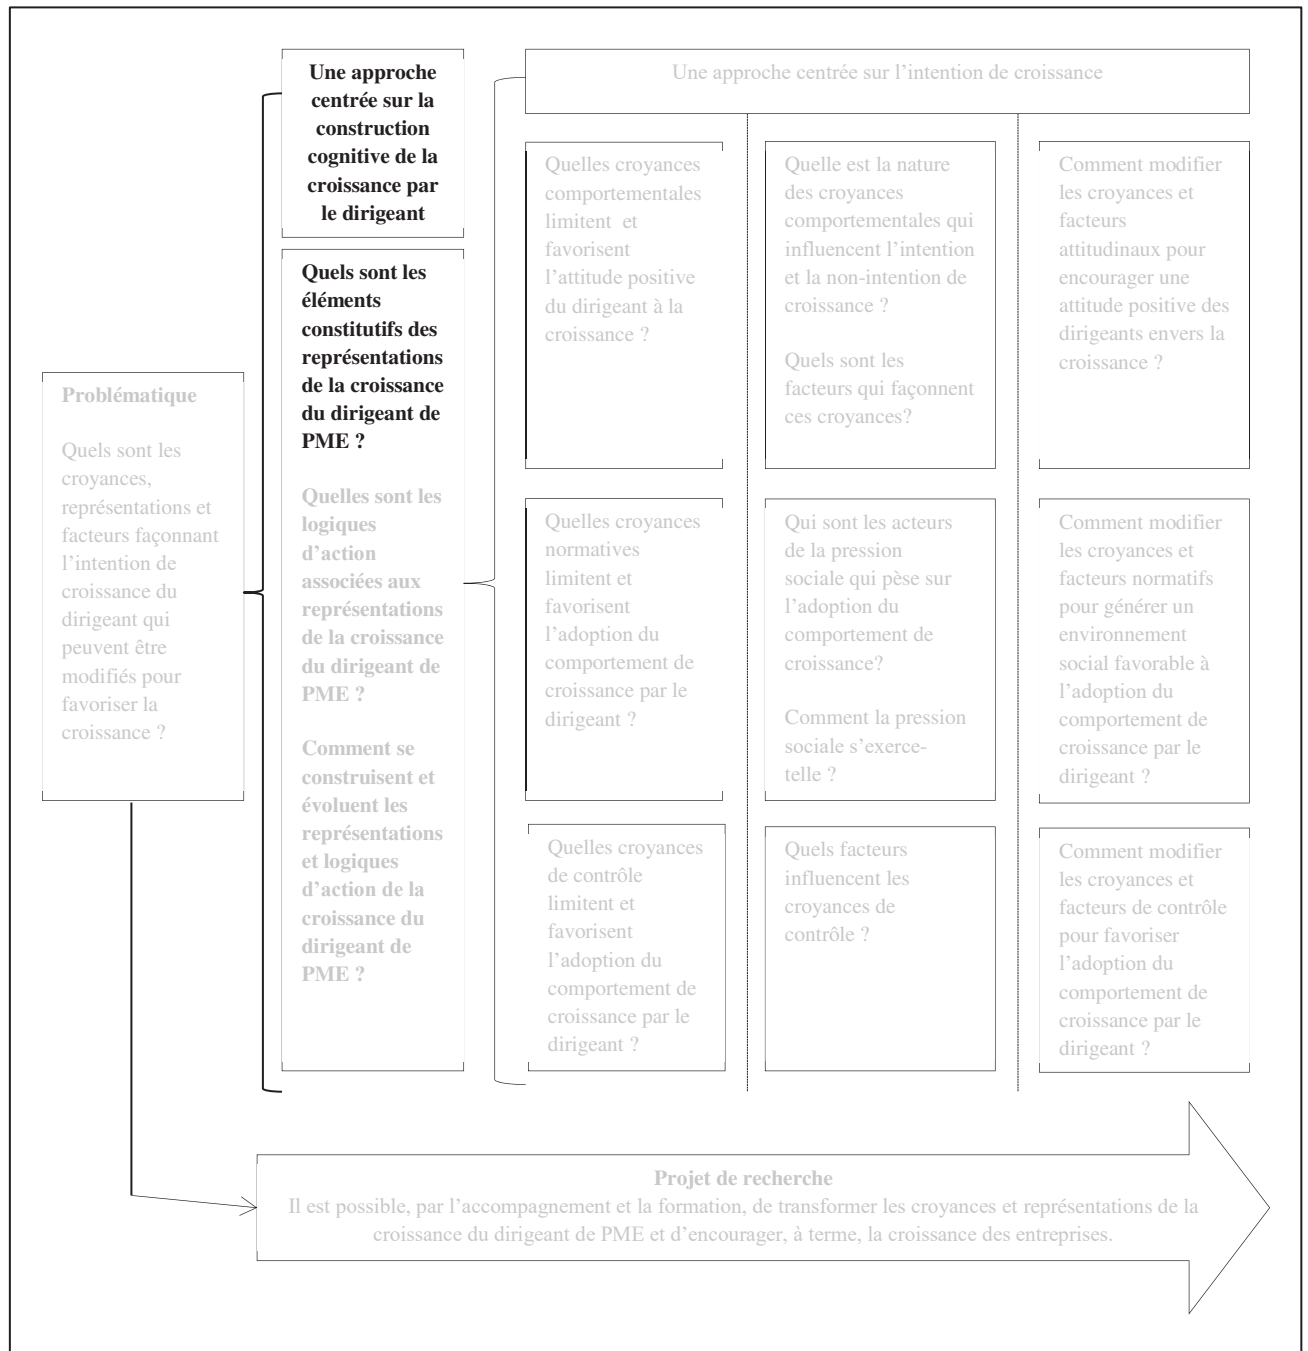 Problématique
Quels sont les
croyances,
représentations et
facteurs façonnant
l’intention de
croissance du
dirigeant qui
peuvent être
modifiés pour
favoriser la
croissance ?
Une approche
centrée sur la
construction
cognitive de la
croissance par
le dirigeant
Quels sont les
éléments
constitutifs des
représentations
de la croissance
du dirigeant de
PME ?
Quelles sont les
logiques
d’action
associées aux
représentations
de la croissance
du dirigeant de
PME ?
Comment se
construisent et
évoluent les
représentations
et logiques
d’action de la
croissance du
dirigeant de
PME ?
Une approche centrée sur l’intention de croissance
Quelles croyances
comportementales
limitent et
favorisent
l’attitude positive
du dirigeant à la
croissance ?
Quelle est la nature
des croyances
comportementales qui
influencent l’intention
et la non-intention de
croissance ?
Quels sont les
facteurs qui façonnent
ces croyances?
Comment modifier
les croyances et
facteurs
attitudinaux pour
encourager une
attitude positive des
dirigeants envers la
croissance ?
Quelles croyances
normatives
limitent et
favorisent
l’adoption du
comportement de
croissance par le
dirigeant ?
Qui sont les acteurs
de la pression
sociale qui pèse sur
l’adoption du
comportement de
croissance?
Comment la pression
sociale s’exerce-
telle ?
Comment modifier
les croyances et
facteurs normatifs
pour générer un
environnement
social favorable à
l’adoption du
comportement de
croissance par le
dirigeant ?
Quelles croyances
de contrôle
limitent et
favorisent
l’adoption du
comportement de
croissance par le
dirigeant ?
Quels facteurs
influencent les
croyances de
contrôle ?
Comment modifier
les croyances et
facteurs de contrôle
pour favoriser
l’adoption du
comportement de
croissance par le
dirigeant ?
Projet de recherche
Il est possible, par l’accompagnement et la formation, de transformer les croyances et représentations de la
croissance du dirigeant de PME et d’encourager, à terme, la croissance des entreprises.